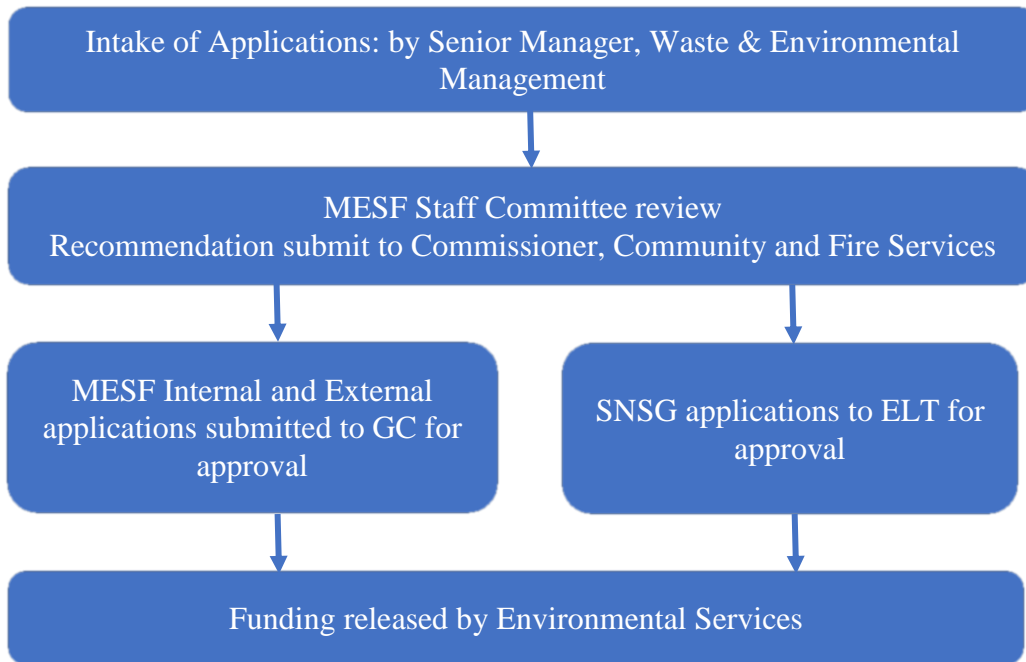 Intake of Applications: by Senior Manager, Waste & Environmental
Management
MESF Staff Committee review
Recommendation submit to Commissioner, Community and Fire Services
MESF Internal and External
applications submitted to GC for
approval
SNSG applications to ELT for
approval
Funding released by Environmental Services